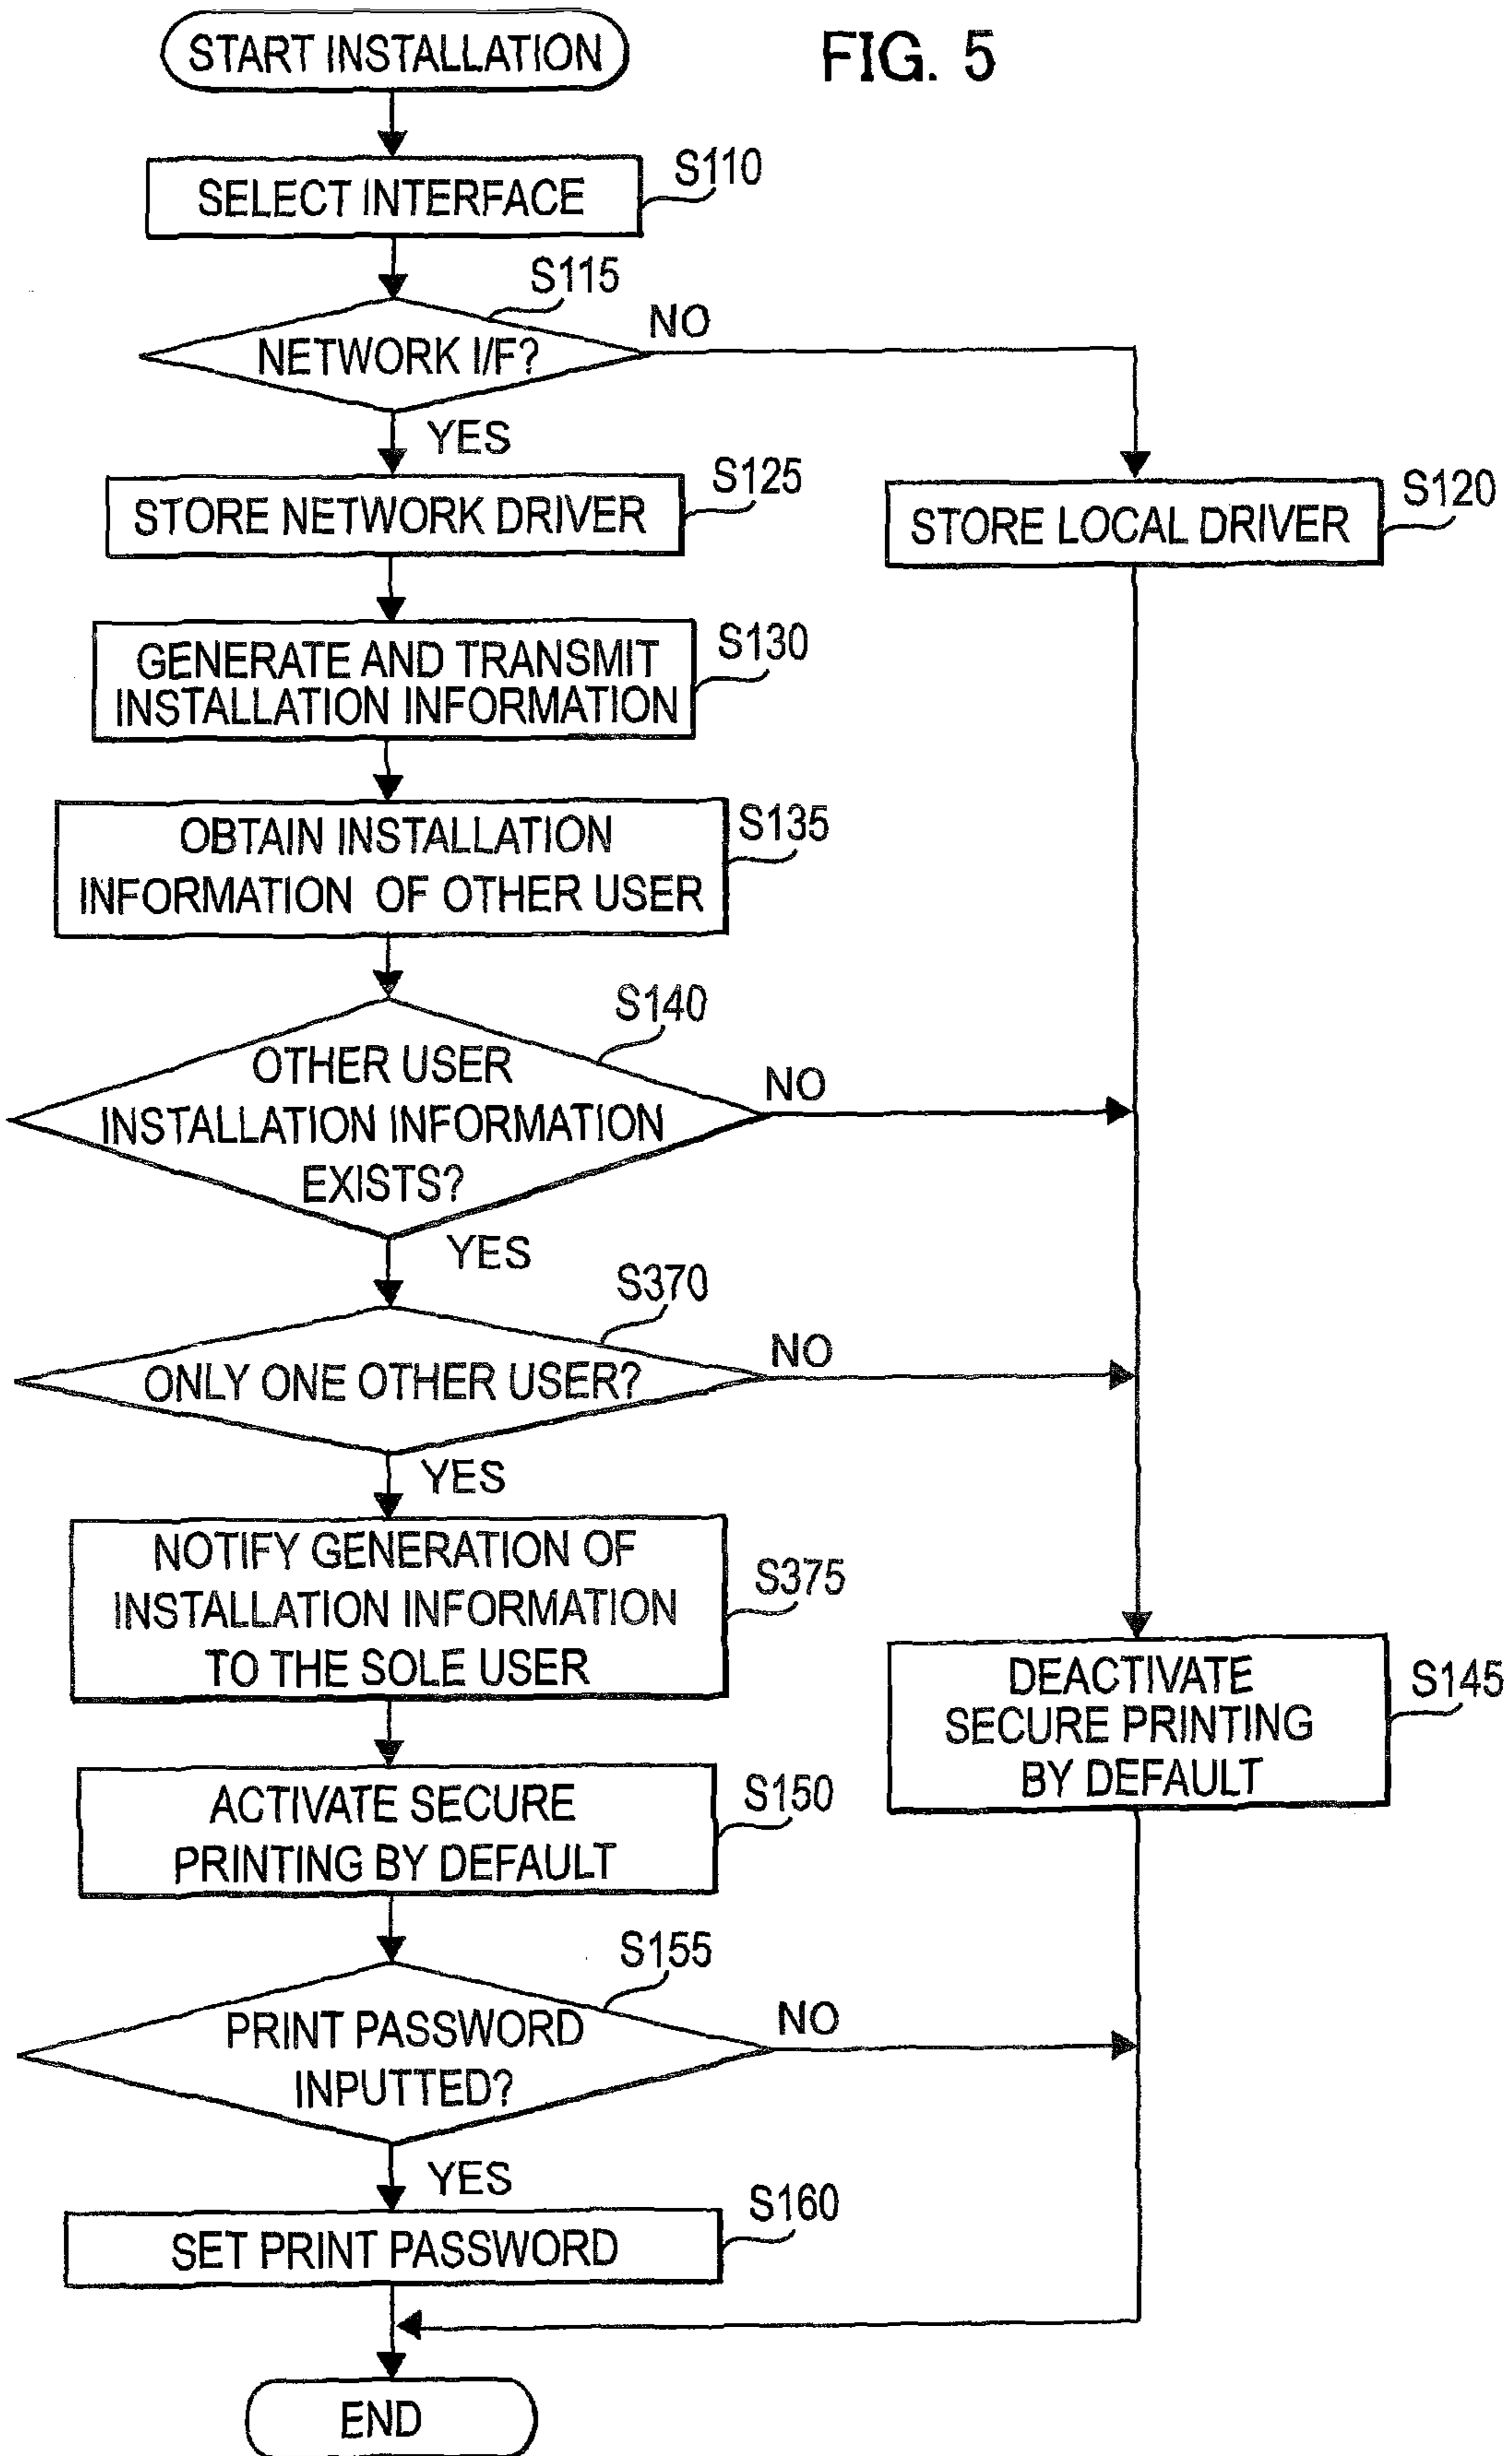 FIG. 5
START INSTALLATION
SELECT INTERFACE
S110
NETWORK I/F?
S115
NO
YES
STORE NETWORK DRIVER
S125
STORE LOCAL DRIVER
S120
GENERATE AND TRANSMIT
INSTALLATION INFORMATION
S130
OBTAIN INSTALLATION
INFORMATION OF OTHER USER
S135
OTHER USER
INSTALLATION INFORMATION
EXISTS?
S140
NO
YES
ONLY ONE OTHER USER?
S370
NO
YES
NOTIFY GENERATION OF
INSTALLATION INFORMATION
TO THE SOLE USER
S375
DEACTIVATE
SECURE PRINTING
BY DEFAULT
S145
ACTIVATE SECURE
PRINTING BY DEFAULT
S150
PRINT PASSWORD
INPUTTED?
S155
NO
YES
SET PRINT PASSWORD
S160
END